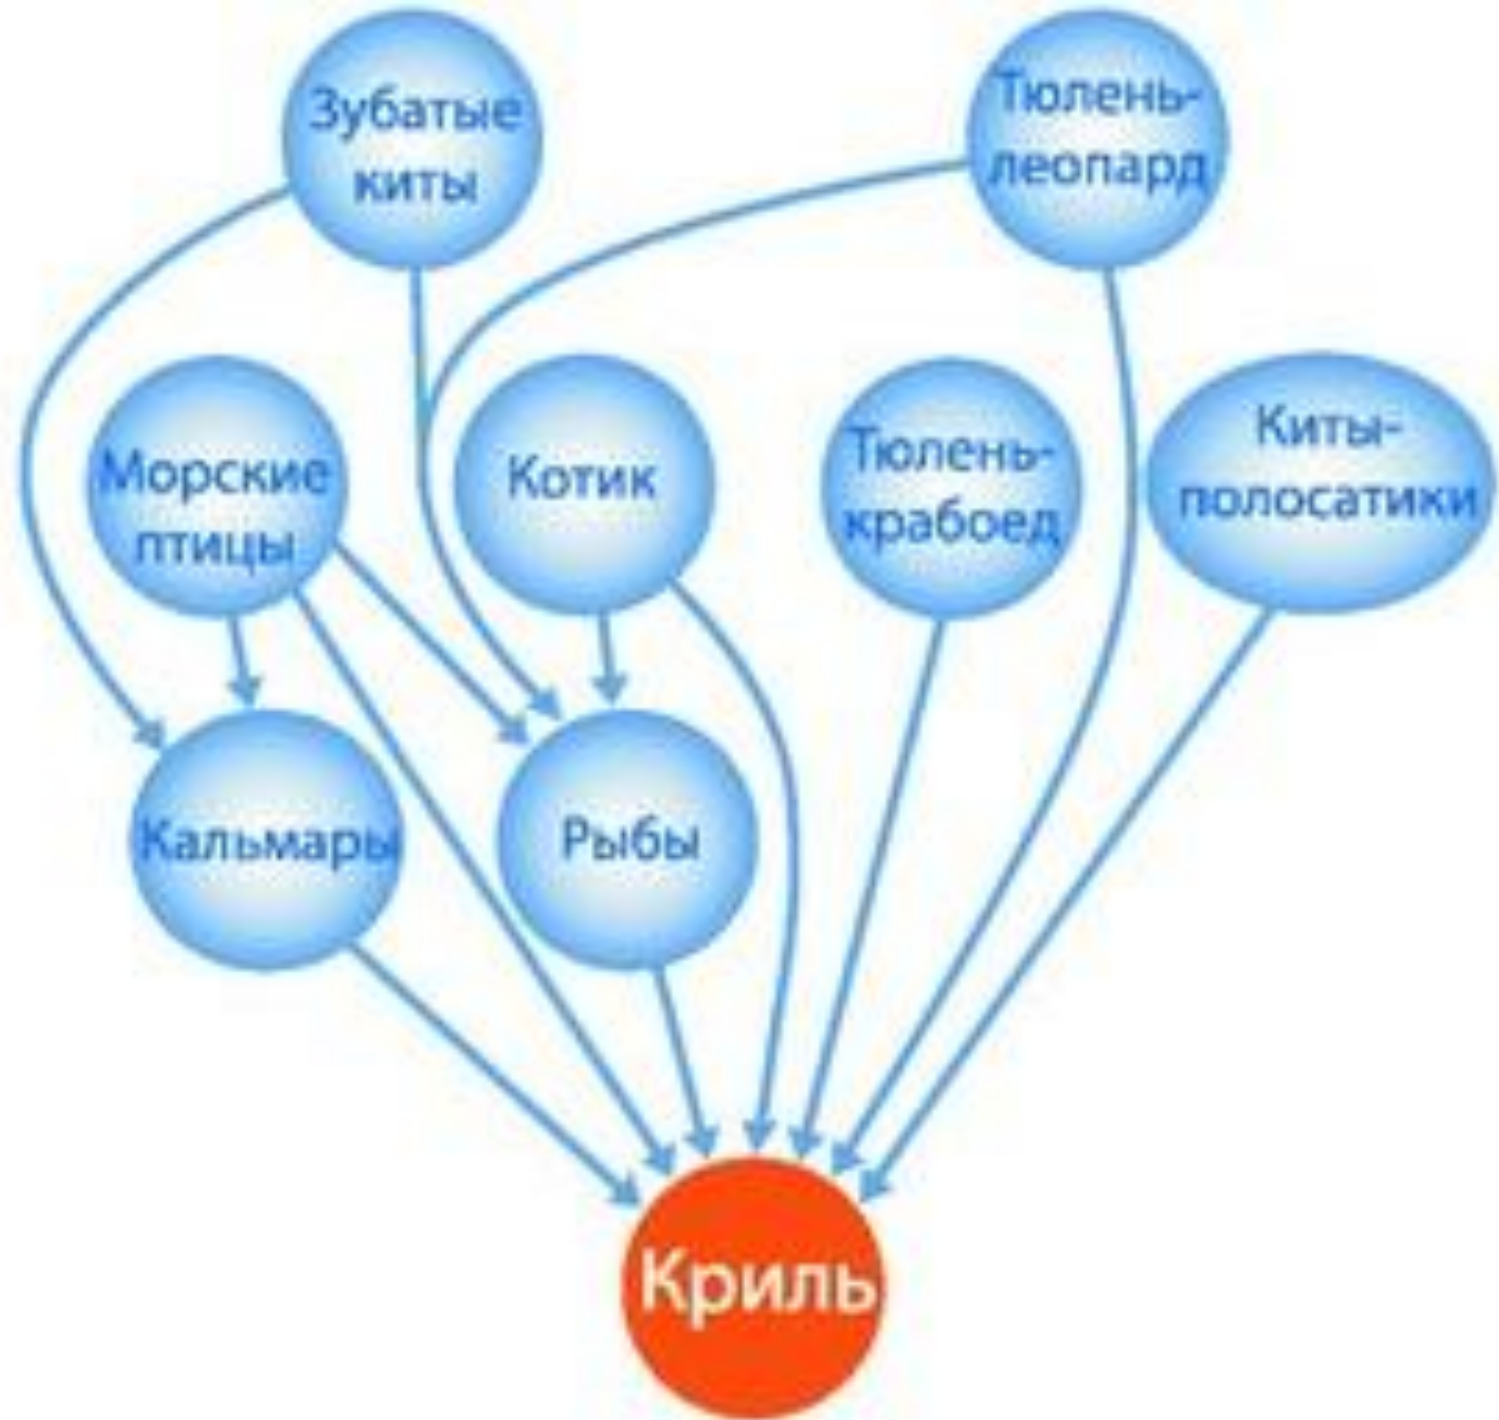 Зубатые
киты
Тюлень-
леопард
Морские
птицы
Котик
Тюлень-
крабоед
Киты-
полосатики
Кальмары
Рыбы
Криль